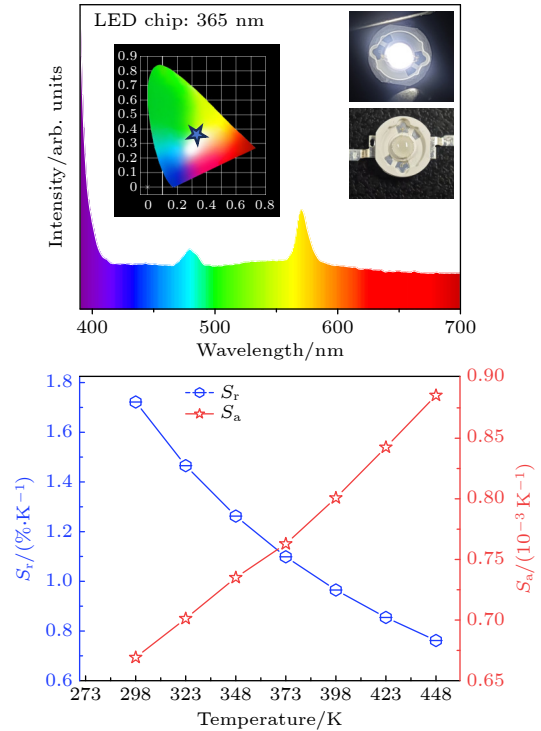 LED chip: 365 nm
Intensity/arb. units
0.9
0.8
0.7
0.6
0.5
0.4
0.3
0.2
0.1
0
0 0.2 0.4 0.6 0.8
400 500 600 700
Wavelength/nm
1.8
1.6
1.4
1.2
1.0
0.8
0.6
Sr/(%·K−1)
Sr
Sa
0.90
0.85
0.80
0.75
0.70
0.65
Sa/(10−3 K−1)
273 298 323 348 373 398 423 448
Temperature/K